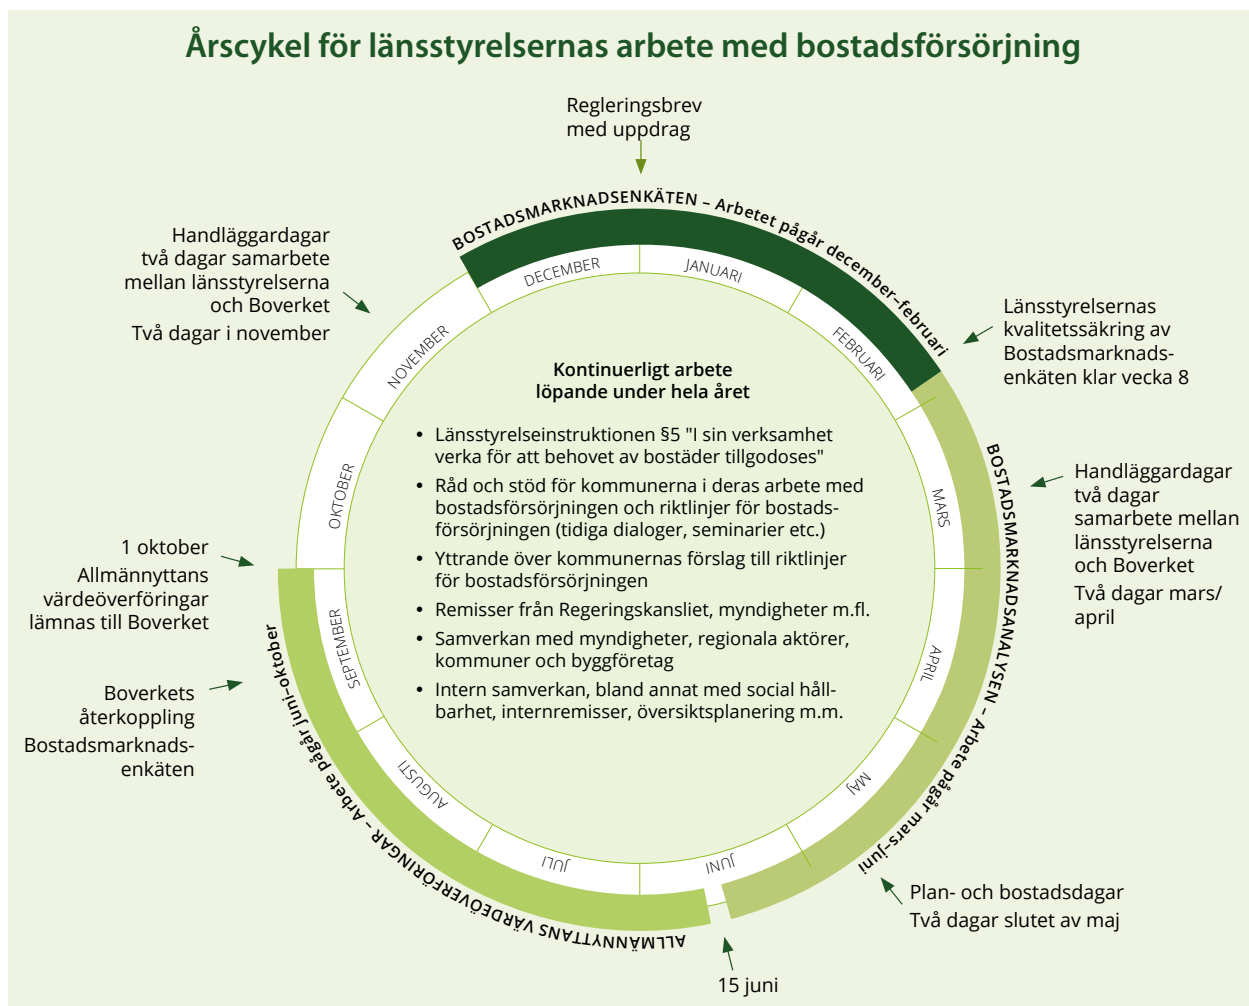 Årscykel för länsstyrelsernas arbete med bostadsförsörjning
Regleringsbrev
med uppdrag
BOSTADSMARKNADSENKÄTEN – Arbetet pågår december–februari
Handläggardagar
två dagar samarbete
mellan länsstyrelserna
och Boverket
Två dagar i november
DECEMBER
JANUARI
FEBRUARI
MARS
APRIL
MAJ
JUNI
JULI
AUGUSTI
SEPTEMBER
OKTOBER
NOVEMBER
Länsstyrelsernas
kvalitetssäkring av
Bostadsmarknads-
enkäten klar vecka 8
Kontinuerligt arbete
löpande under hela året
• Länsstyrelseinstruktionen §5 "I sin verksamhet
verka för att behovet av bostäder tillgodoses"
• Råd och stöd för kommunerna i deras arbete med
bostadsförsörjningen och riktlinjer för bostads-
försörjningen (tidiga dialoger, seminarier etc.)
• Yttrande över kommunernas förslag till riktlinjer
för bostadsförsörjningen
• Remisser från Regeringskansliet, myndigheter m.fl.
• Samverkan med myndigheter, regionala aktörer,
kommuner och byggföretag
• Intern samverkan, bland annat med social håll-
barhet, internremisser, översiktsplanering m.m.
BOSTADSMARKNADSANALYSEN – Arbete pågår mars–juni
Handläggardagar
två dagar
samarbete mellan
länsstyrelserna
och Boverket
Två dagar mars/
april
1 oktober
Allmännyttans
värdeöverföringar
lämnas till Boverket
Boverkets
återkoppling
Bostadsmarknads-
enkäten
ALLMÄNNYTTANS VÄRDEÖVERFÖRINGAR – Arbete pågår juni–oktober
Plan- och bostadsdagar
Två dagar slutet av maj
15 juni